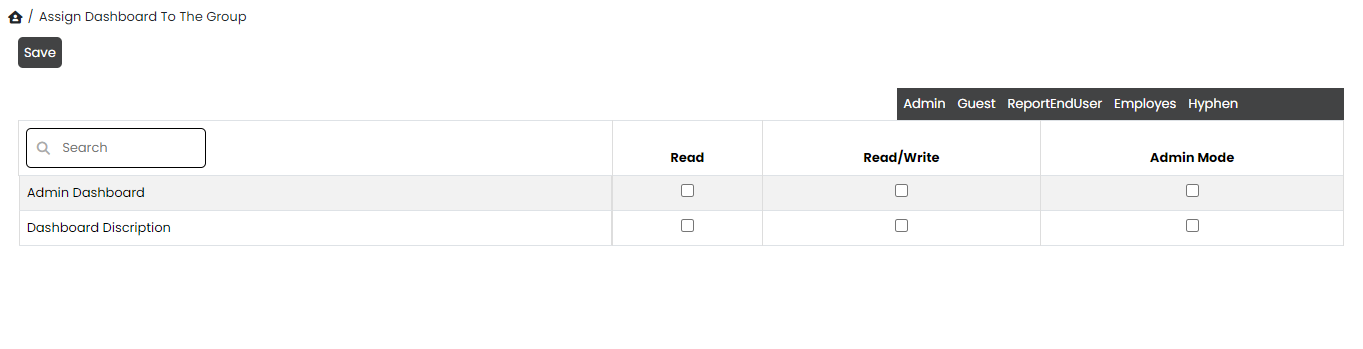 / Assign Dashboard To The Group
Save
Admin Guest ReportEndUser Employes Hyphen
Search Read Read/Write Admin Mode
Admin Dashboard
Dashboard Discription